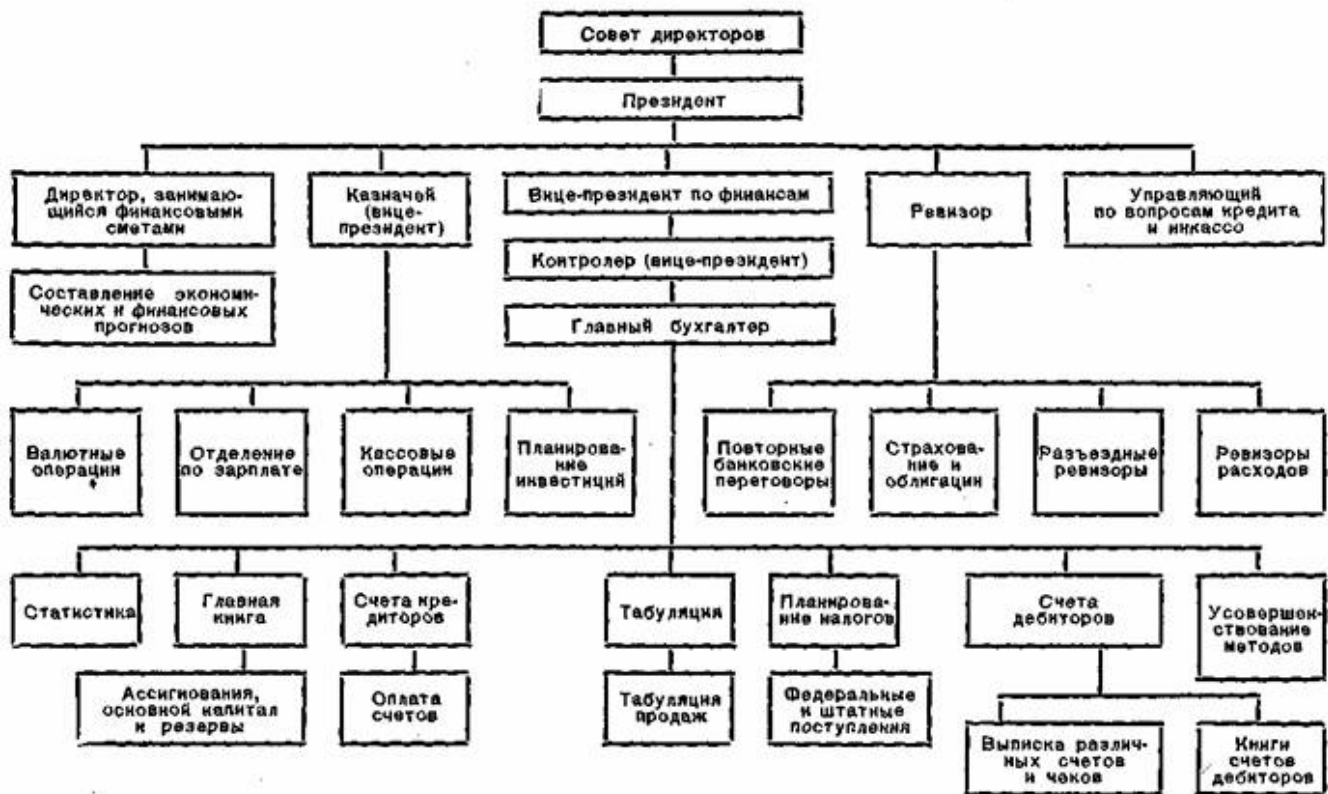 Совет директоров
Президент
Директор, занимаю-
щийся финансовыми
сметами
Казначей
(вице-
президент)
Вице-президент по финансам
Ревизор
Управляющий
по вопросам кредита
и инкассо
Контролер (вице-президент)
Составление экономи-
ческих и финансовых
прогнозов
Главный бухгалтер
Валютные
операции
Отделение
по зарплате
Кассовые
операции
Планирова-
ние
инвестиций
Повторные
банковские
переговоры
Страхова-
ние и
облигации
Разъездные
ревизоры
Ревизоры
расходов
Статистика
Главная
книга
Счета кре-
диторов
Табуляция
Планирова-
ние налогов
Счета
дебиторов
Усовершен-
ствование
методов
Ассигнования,
основной капитал
и резервы
Оплата
счетов
Табуляция
продаж
Федеральные
и штатные
поступления
Выписка различ-
ных счетов
и чеков
Книги
счетов
дебиторов